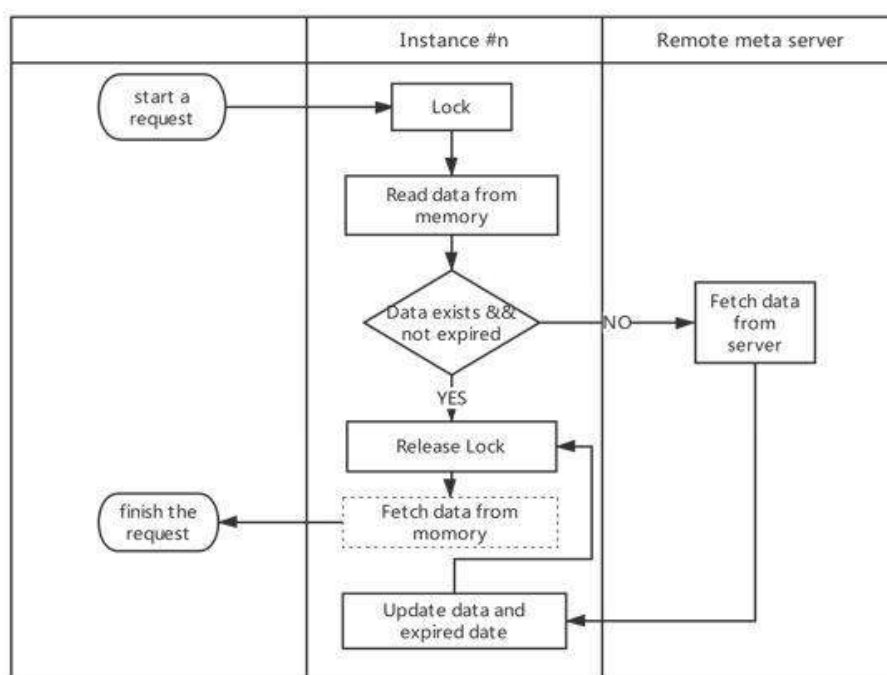 Instance #n
Remote meta server
start a
request
Lock
Read data from
memory
Data exists &&
not expired
NO
Fetch data
from
server
YES
Release Lock
finish the
request
Fetch data from
momory
Update data and
expired date